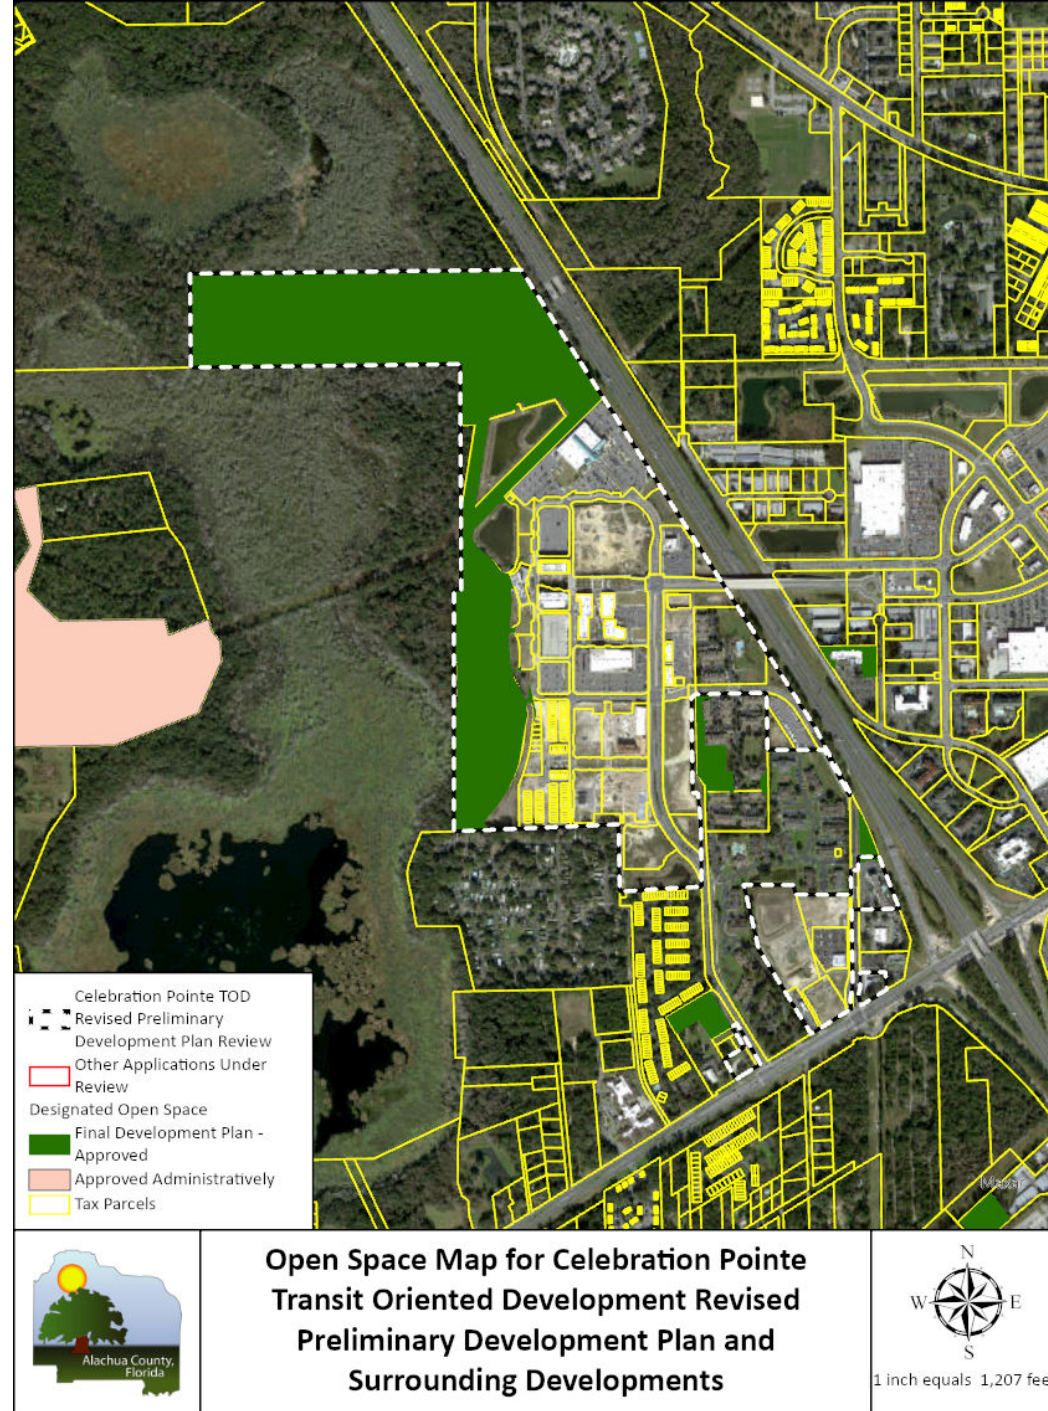 Celebration Pointe TOD
Revised Preliminary
Development Plan Review
Other Applications Under
Review
Designated Open Space
Final Development Plan -
Approved
Approved Administratively
Tax Parcels
Alachua County,
Florida
Open Space Map for Celebration Pointe
Transit Oriented Development Revised
Preliminary Development Plan and
Surrounding Developments
N
W E
S
1 inch equals 1,207 fee